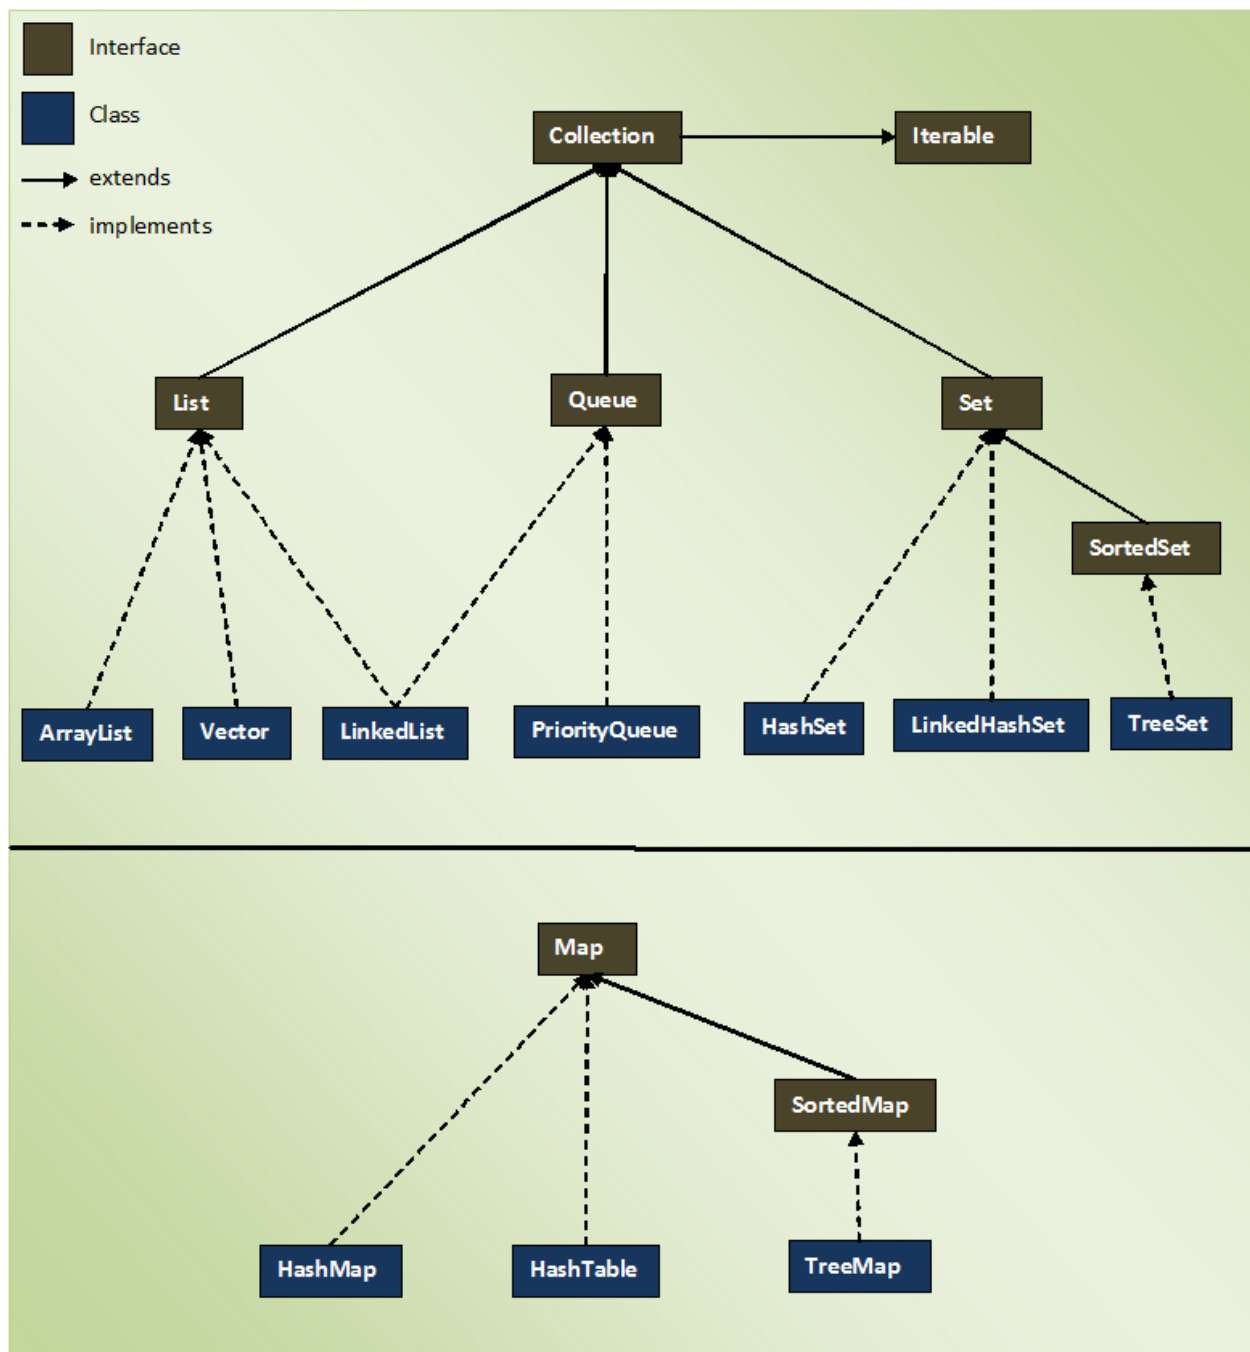 Interface
Class
extends
implements
Collection
Iterable
List
Queue
Set
SortedSet
ArrayList
Vector
LinkedList
PriorityQueue
HashSet
LinkedHashSet
TreeSet
Map
SortedMap
HashMap
HashTable
TreeMap